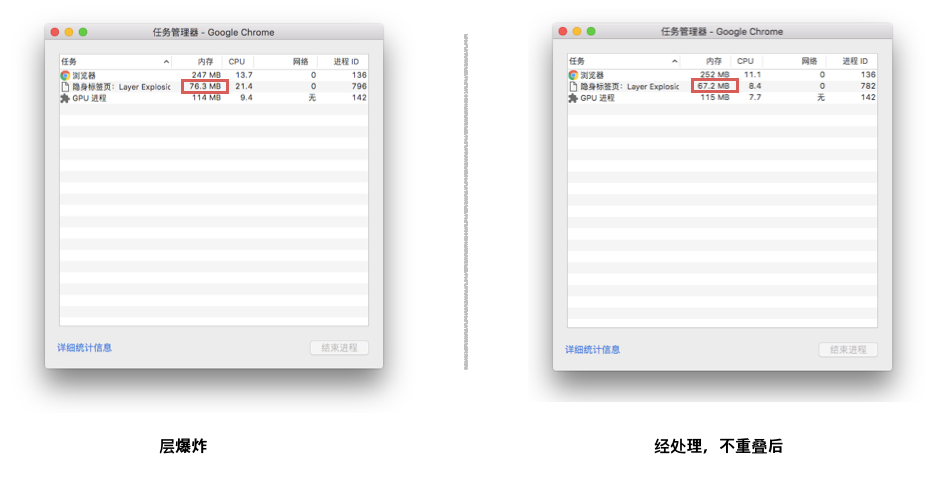 任务管理器 - Google Chrome
任务 内存 CPU 网络 进程 ID
浏览器 247 MB 13.7 0 136
隐身标签页: Layer Explosic 76.3 MB 21.4 0 796
GPU 进程 114 MB 9.4 无 142
详细统计信息 结束进程
层爆炸
任务管理器 - Google Chrome
任务 内存 CPU 网络 进程 ID
浏览器 252 MB 11.1 0 136
隐身标签页: Layer Explosic 67.2 MB 8.4 0 782
GPU 进程 115 MB 7.7 无 142
详细统计信息 结束进程
经处理，不重叠后